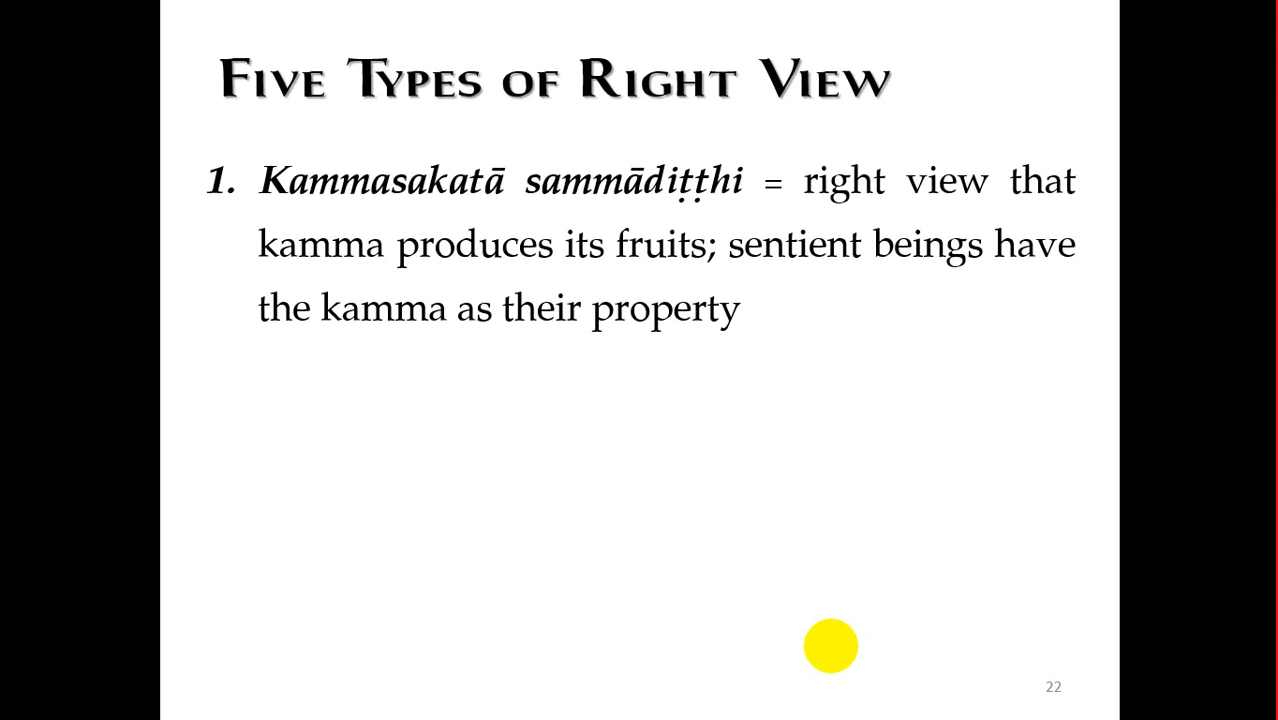 Five Types of Right View
1. Kammasakatā sammādiṭṭhi = right view that
kamma produces its fruits; sentient beings have
the kamma as their property
22